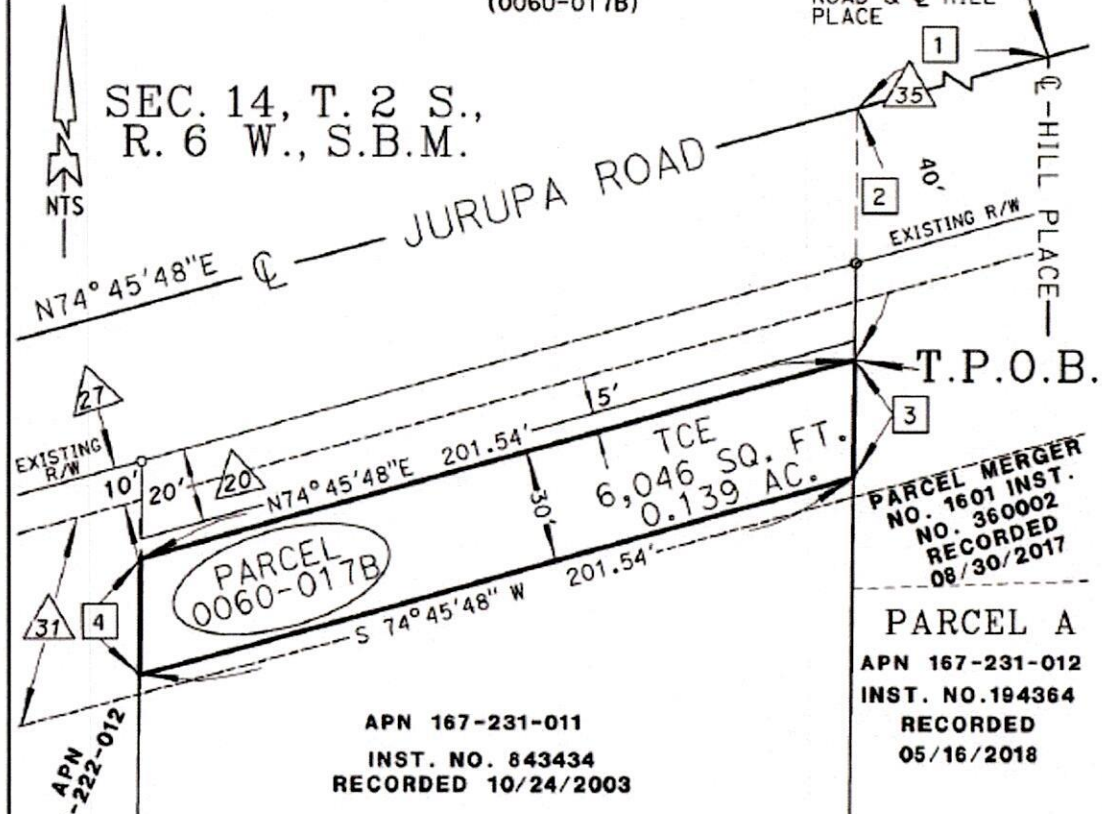 (0060-017B)
PLACE
1
35
SEC. 14, T. 2 S.,
R. 6 W., S.B.M.
N
NTS
JURUPA ROAD
2
40'
℄ HILL PLACE
EXISTING R/W
N74°45'48"E ℄
T.P.O.B.
27
5'
3
EXISTING
R/W
10'
20'
20
N74°45'48"E 201.54'
TCE
6,046 SQ. FT.
0.139 AC.
30'
PARCEL MERGER
NO. 1601 INST.
NO. 360002
RECORDED
08/30/2017
PARCEL
0060-017B
S 74°45'48" W 201.54'
31
4
PARCEL A
APN 167-231-012
INST. NO.194364
RECORDED
05/16/2018
APN 167-231-011
INST. NO. 843434
RECORDED 10/24/2003
APN
-222-012